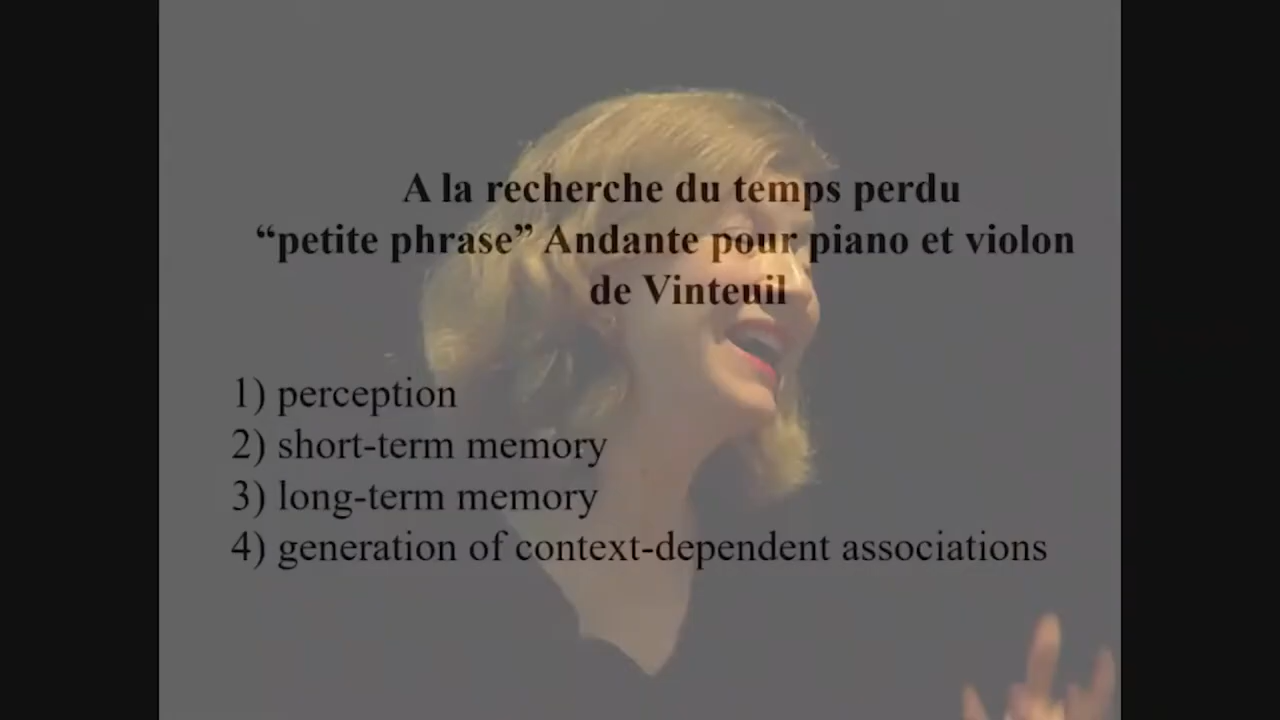 A la recherche du temps perdu
“petite phrase” Andante pour piano et violon
de Vinteuil
1) perception
2) short-term memory
3) long-term memory
4) generation of context-dependent associations